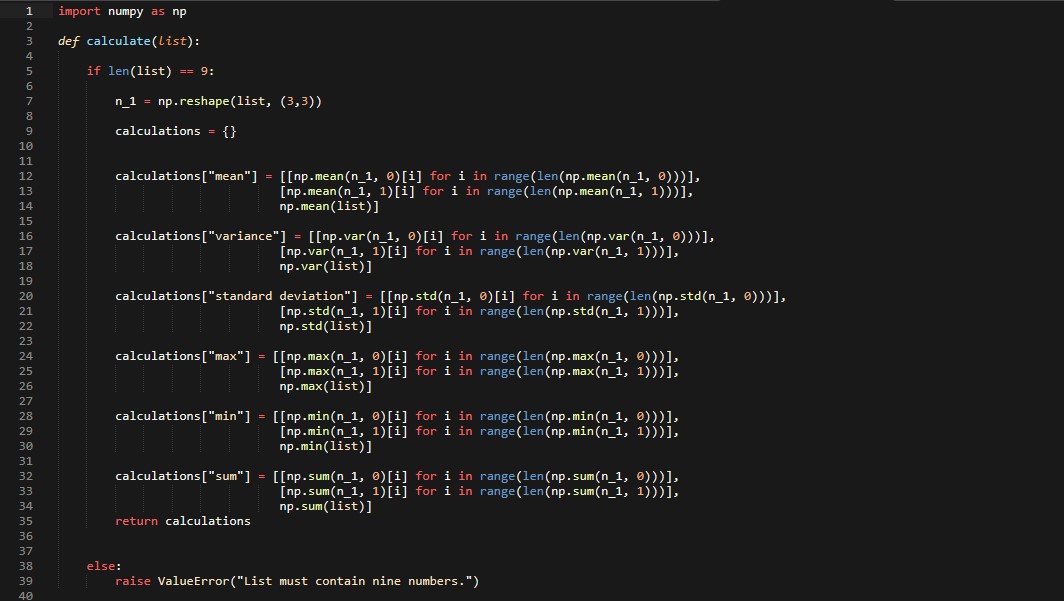 1 import numpy as np
2
3 def calculate(list):
4
5     if len(list) == 9:
6
7         n_1 = np.reshape(list, (3,3))
8
9         calculations = {}
10
11
12         calculations["mean"] = [[np.mean(n_1, 0)[i] for i in range(len(np.mean(n_1, 0)))],
13                                [np.mean(n_1, 1)[i] for i in range(len(np.mean(n_1, 1)))],
14                                np.mean(list)]
15
16         calculations["variance"] = [[np.var(n_1, 0)[i] for i in range(len(np.var(n_1, 0)))],
17                                [np.var(n_1, 1)[i] for i in range(len(np.var(n_1, 1)))],
18                                np.var(list)]
19
20         calculations["standard deviation"] = [[np.std(n_1, 0)[i] for i in range(len(np.std(n_1, 0)))],
21                                [np.std(n_1, 1)[i] for i in range(len(np.std(n_1, 1)))],
22                                np.std(list)]
23
24         calculations["max"] = [[np.max(n_1, 0)[i] for i in range(len(np.max(n_1, 0)))],
25                                [np.max(n_1, 1)[i] for i in range(len(np.max(n_1, 1)))],
26                                np.max(list)]
27
28         calculations["min"] = [[np.min(n_1, 0)[i] for i in range(len(np.min(n_1, 0)))],
29                                [np.min(n_1, 1)[i] for i in range(len(np.min(n_1, 1)))],
30                                np.min(list)]
31
32         calculations["sum"] = [[np.sum(n_1, 0)[i] for i in range(len(np.sum(n_1, 0)))],
33                                [np.sum(n_1, 1)[i] for i in range(len(np.sum(n_1, 1)))],
34                                np.sum(list)]
35         return calculations
36
37
38     else:
39         raise ValueError("List must contain nine numbers.")
40